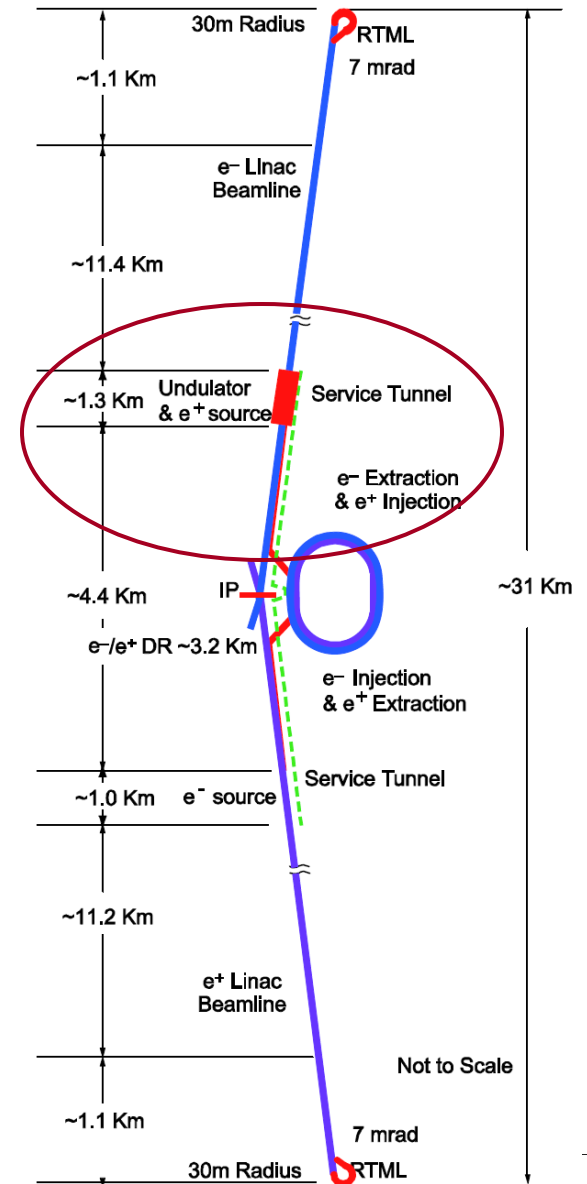 30m Radius
RTML
7 mrad
~1.1 Km
e– LInac
Beamline
~11.4 Km
Undulator
& e+ source
~1.3 Km
Service Tunnel
e– Extraction
& e+ Injection
~31 Km
IP
~4.4 Km
e–/e+ DR ~3.2 Km
e– Injection
& e+ Extraction
Service Tunnel
~1.0 Km
e- source
~11.2 Km
e+ Linac
Beamline
Not to Scale
~1.1 Km
7 mrad
30m Radius
RTML